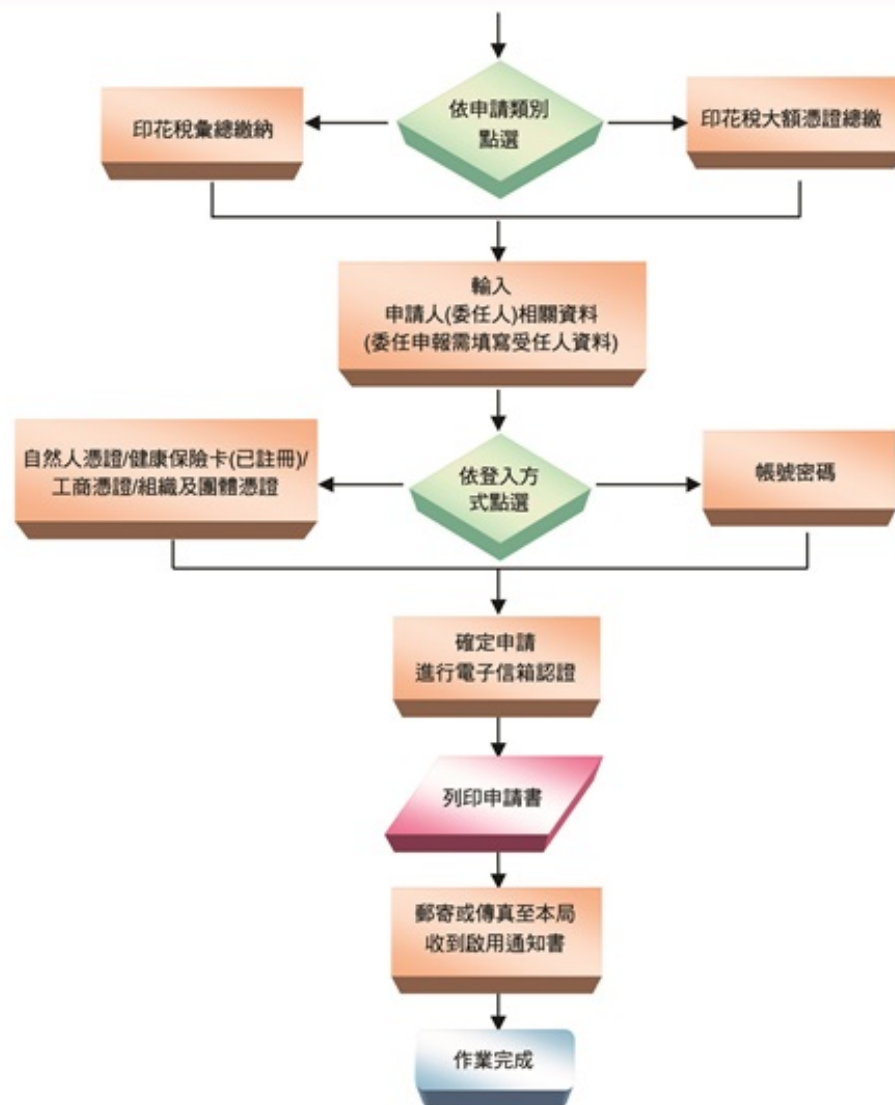 依申請類別
點選
印花稅彙總繳納
印花稅大額憑證總繳
輸入
申請人(委任人)相關資料
(委任申報需填寫受任人資料)
依登入方
式點選
自然人憑證/健康保險卡(已註冊)/
工商憑證/組織及團體憑證
帳號密碼
確定申請
進行電子信箱認證
列印申請書
郵寄或傳真至本局
收到啟用通知書
作業完成